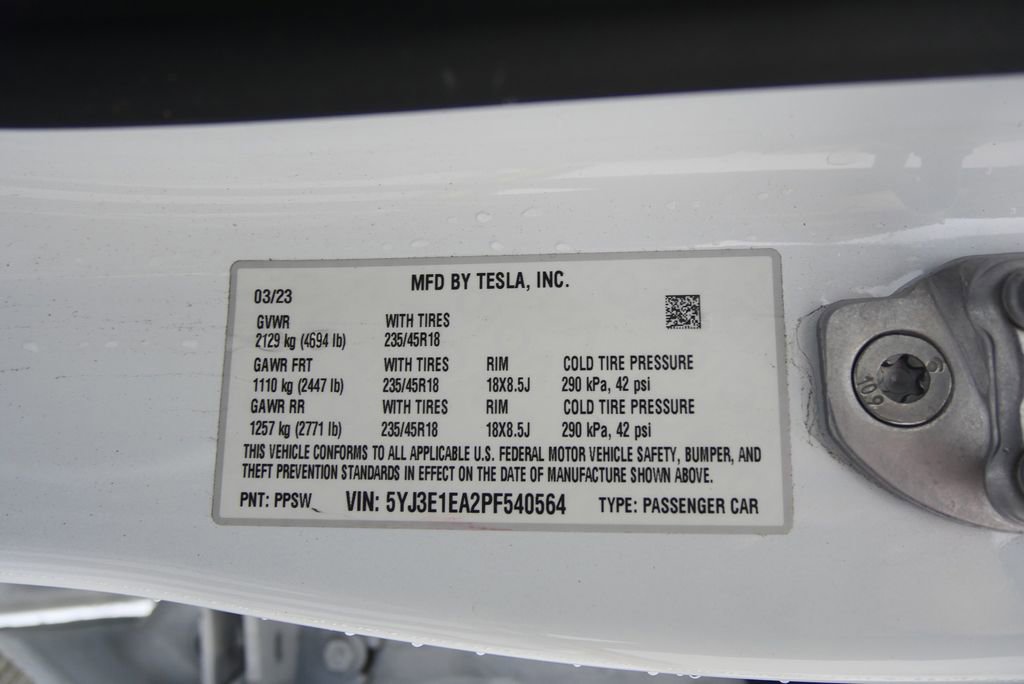 MFD BY TESLA, INC.
03/23
GVWR WITH TIRES
2129 kg (4694 lb) 235/45R18
GAWR FRT WITH TIRES RIM COLD TIRE PRESSURE
1110 kg (2447 lb) 235/45R18 18X8.5J 290 kPa, 42 psi
GAWR RR WITH TIRES RIM COLD TIRE PRESSURE
1257 kg (2771 lb) 235/45R18 18X8.5J 290 kPa, 42 psi
THIS VEHICLE CONFORMS TO ALL APPLICABLE U.S. FEDERAL MOTOR VEHICLE SAFETY, BUMPER, AND
THEFT PREVENTION STANDARDS IN EFFECT ON THE DATE OF MANUFACTURE SHOWN ABOVE.
PNT: PPSW VIN: 5YJ3E1EA2PF540564 TYPE: PASSENGER CAR
10.9